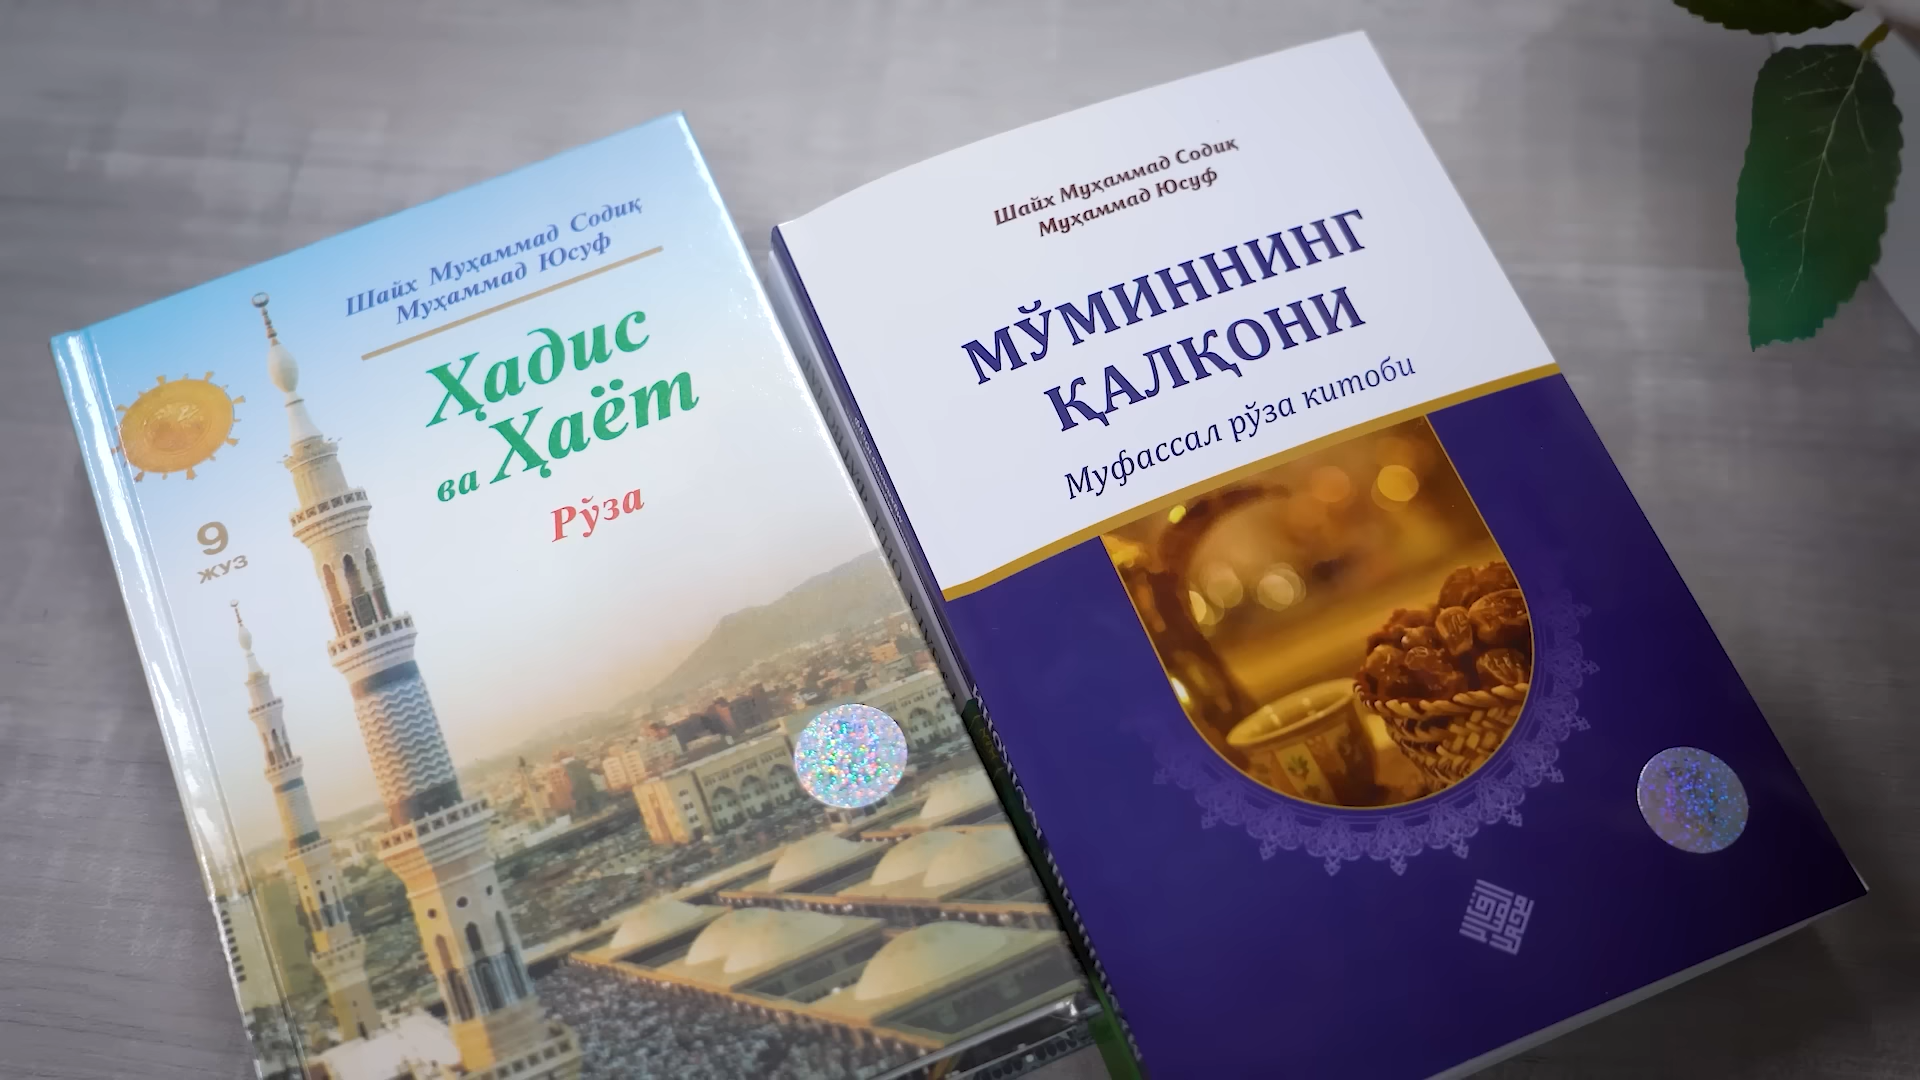 Шайх Муҳаммад Содиқ
Муҳаммад Юсуф
Ҳадис
ва Ҳаёт
Рўза
9
жуз
Шайх Муҳаммад Содиқ
Муҳаммад Юсуф
МЎМИННИНГ
ҚАЛҚОНИ
Муфассал рўза китоби